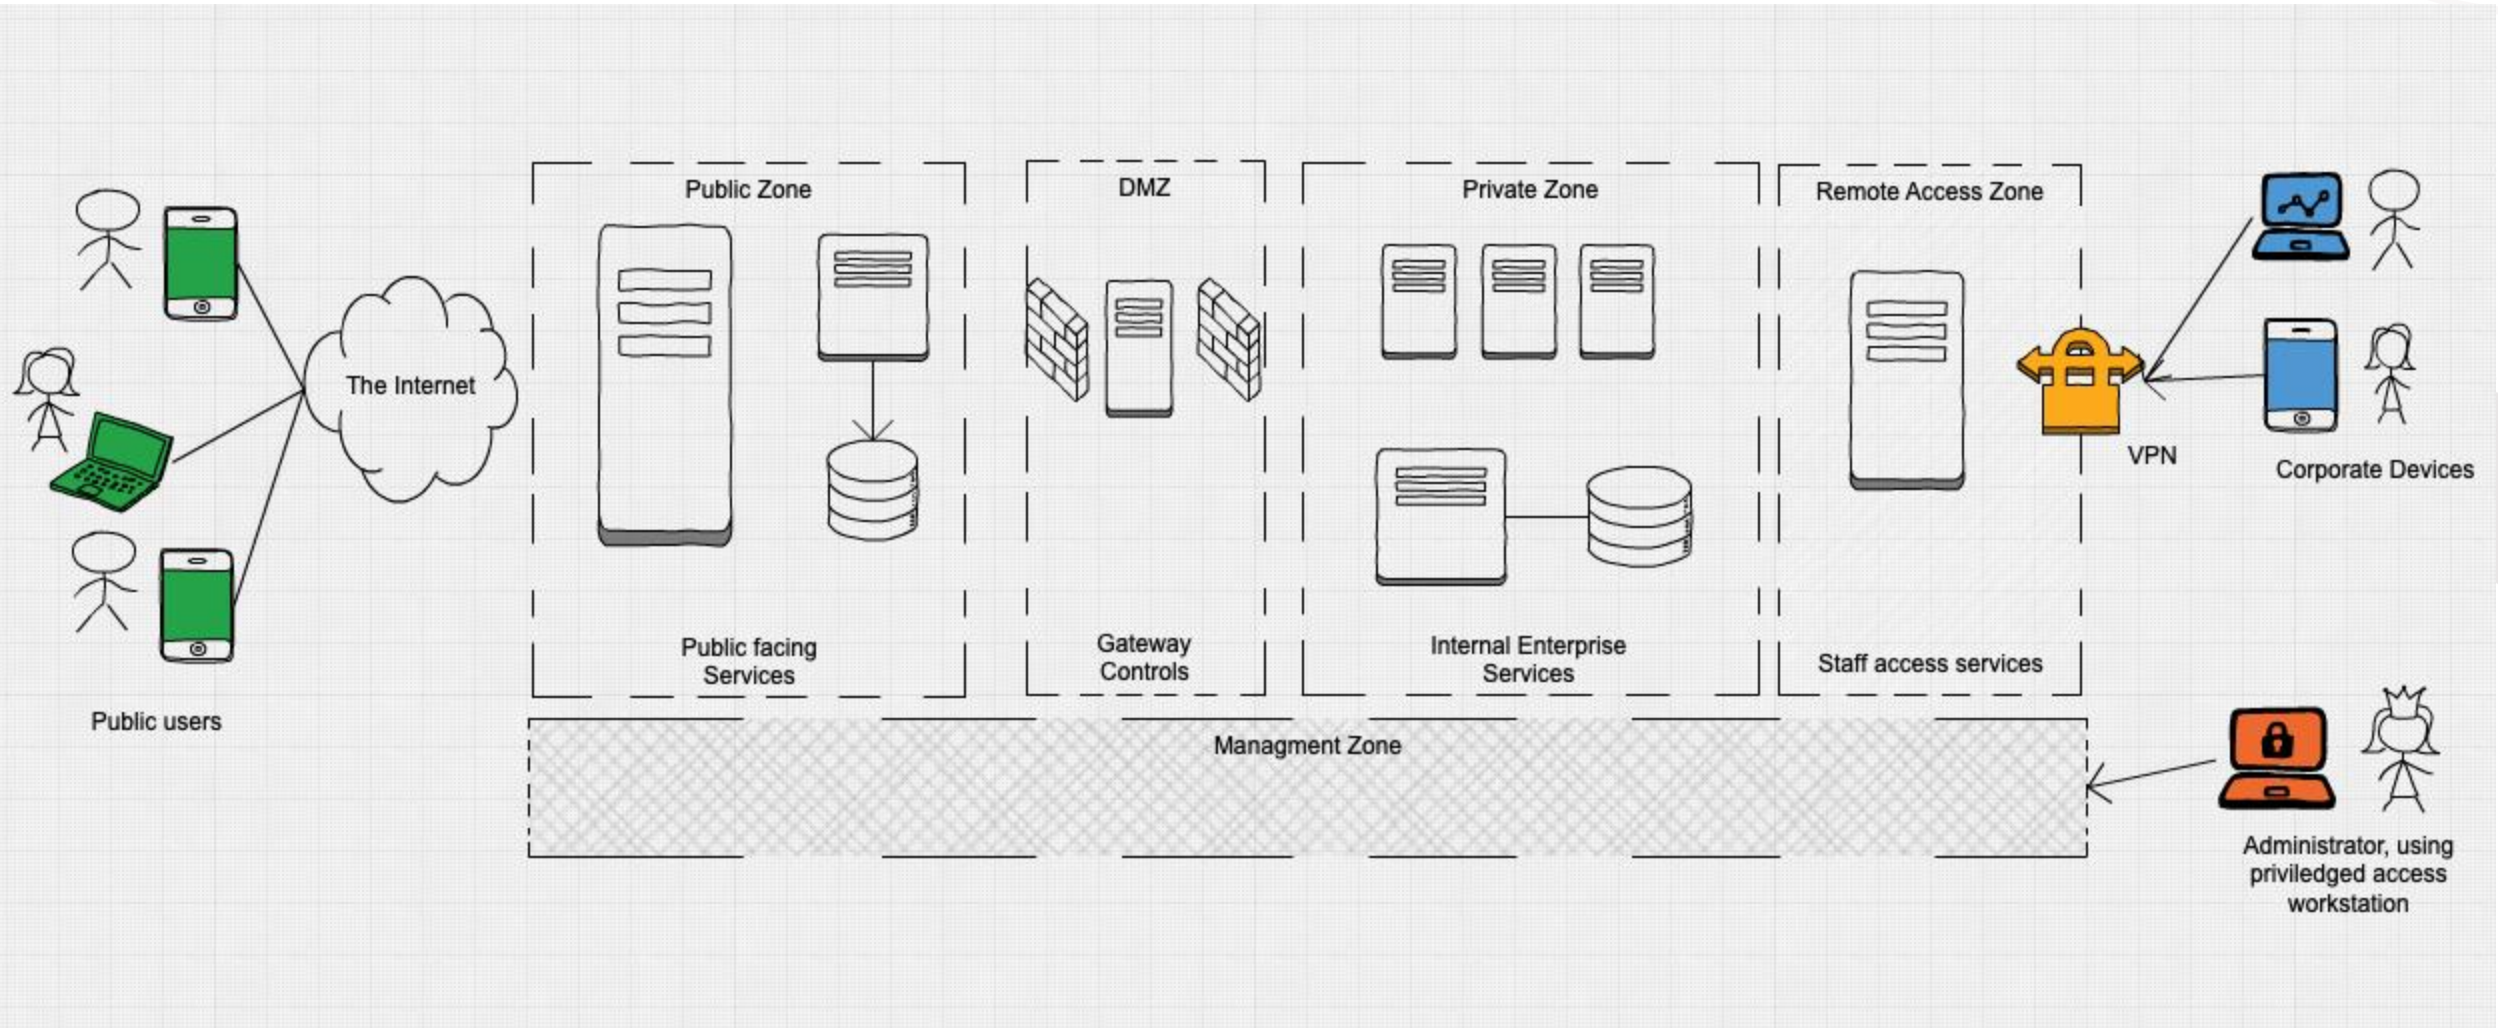 Public Zone
DMZ
Private Zone
Remote Access Zone
The Internet
VPN
Corporate Devices
Public facing
Services
Gateway
Controls
Internal Enterprise
Services
Staff access services
Public users
Managment Zone
Administrator, using
priviledged access
workstation